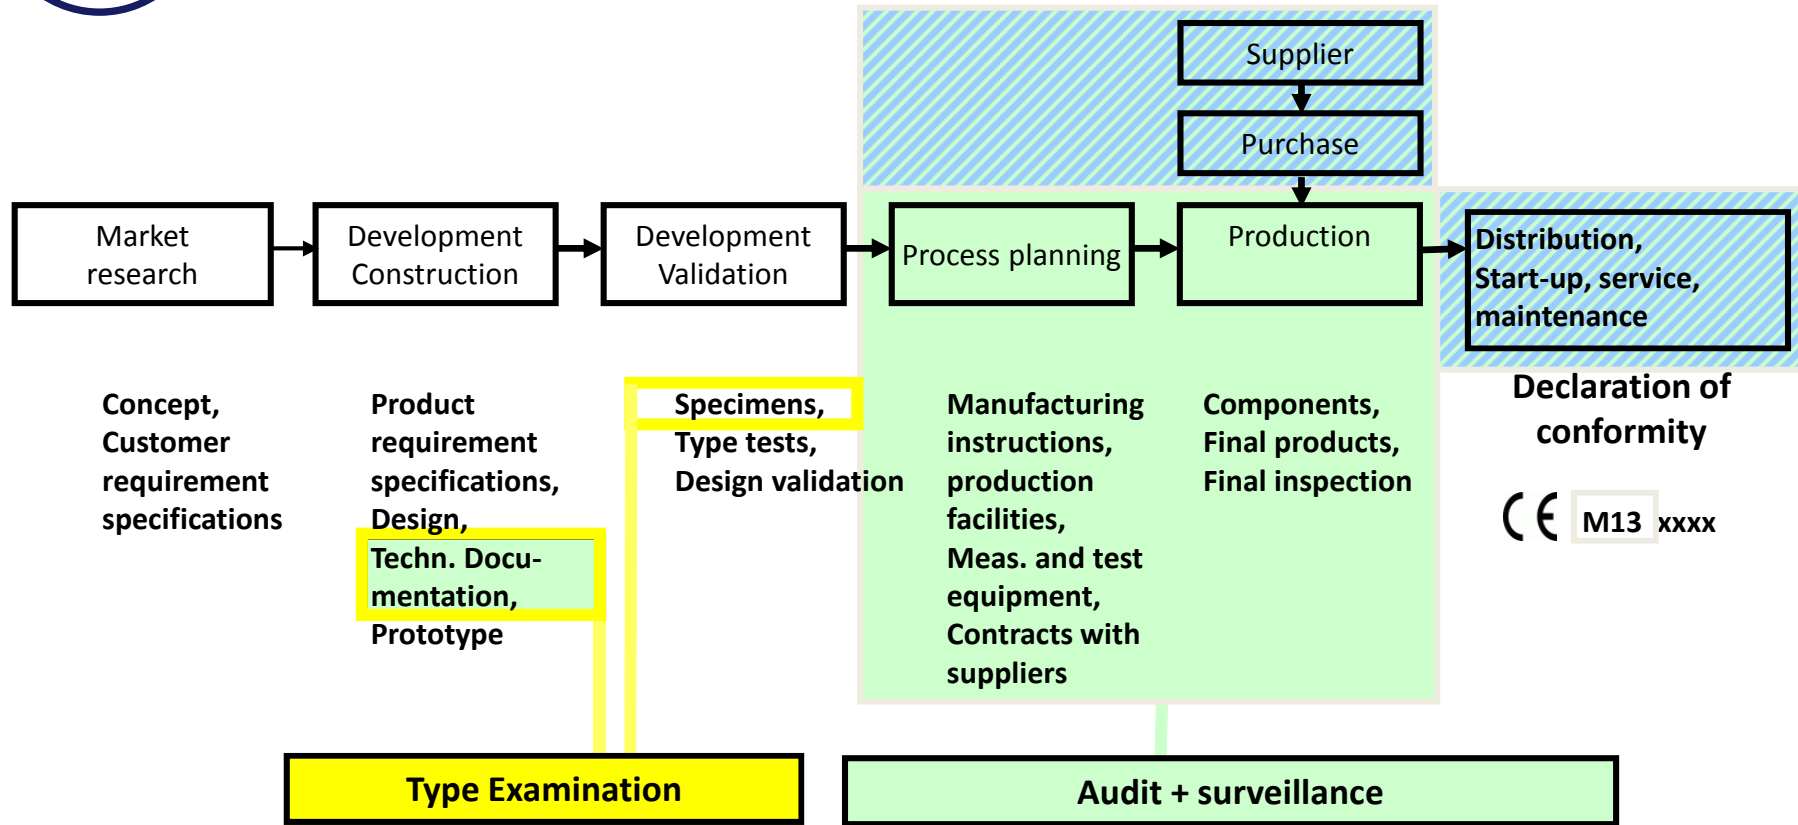 Supplier
Purchase
Market
research
Development
Construction
Development
Validation
Process planning
Production
Distribution,
Start-up, service,
maintenance
Concept,
Customer
requirement
specifications
Product
requirement
specifications,
Design,
Techn. Docu-
mentation,
Prototype
Specimens,
Type tests,
Design validation
Manufacturing
instructions,
production
facilities,
Meas. and test
equipment,
Contracts with
suppliers
Components,
Final products,
Final inspection
Declaration of
conformity
CE M13 xxxx
Type Examination
Audit + surveillance